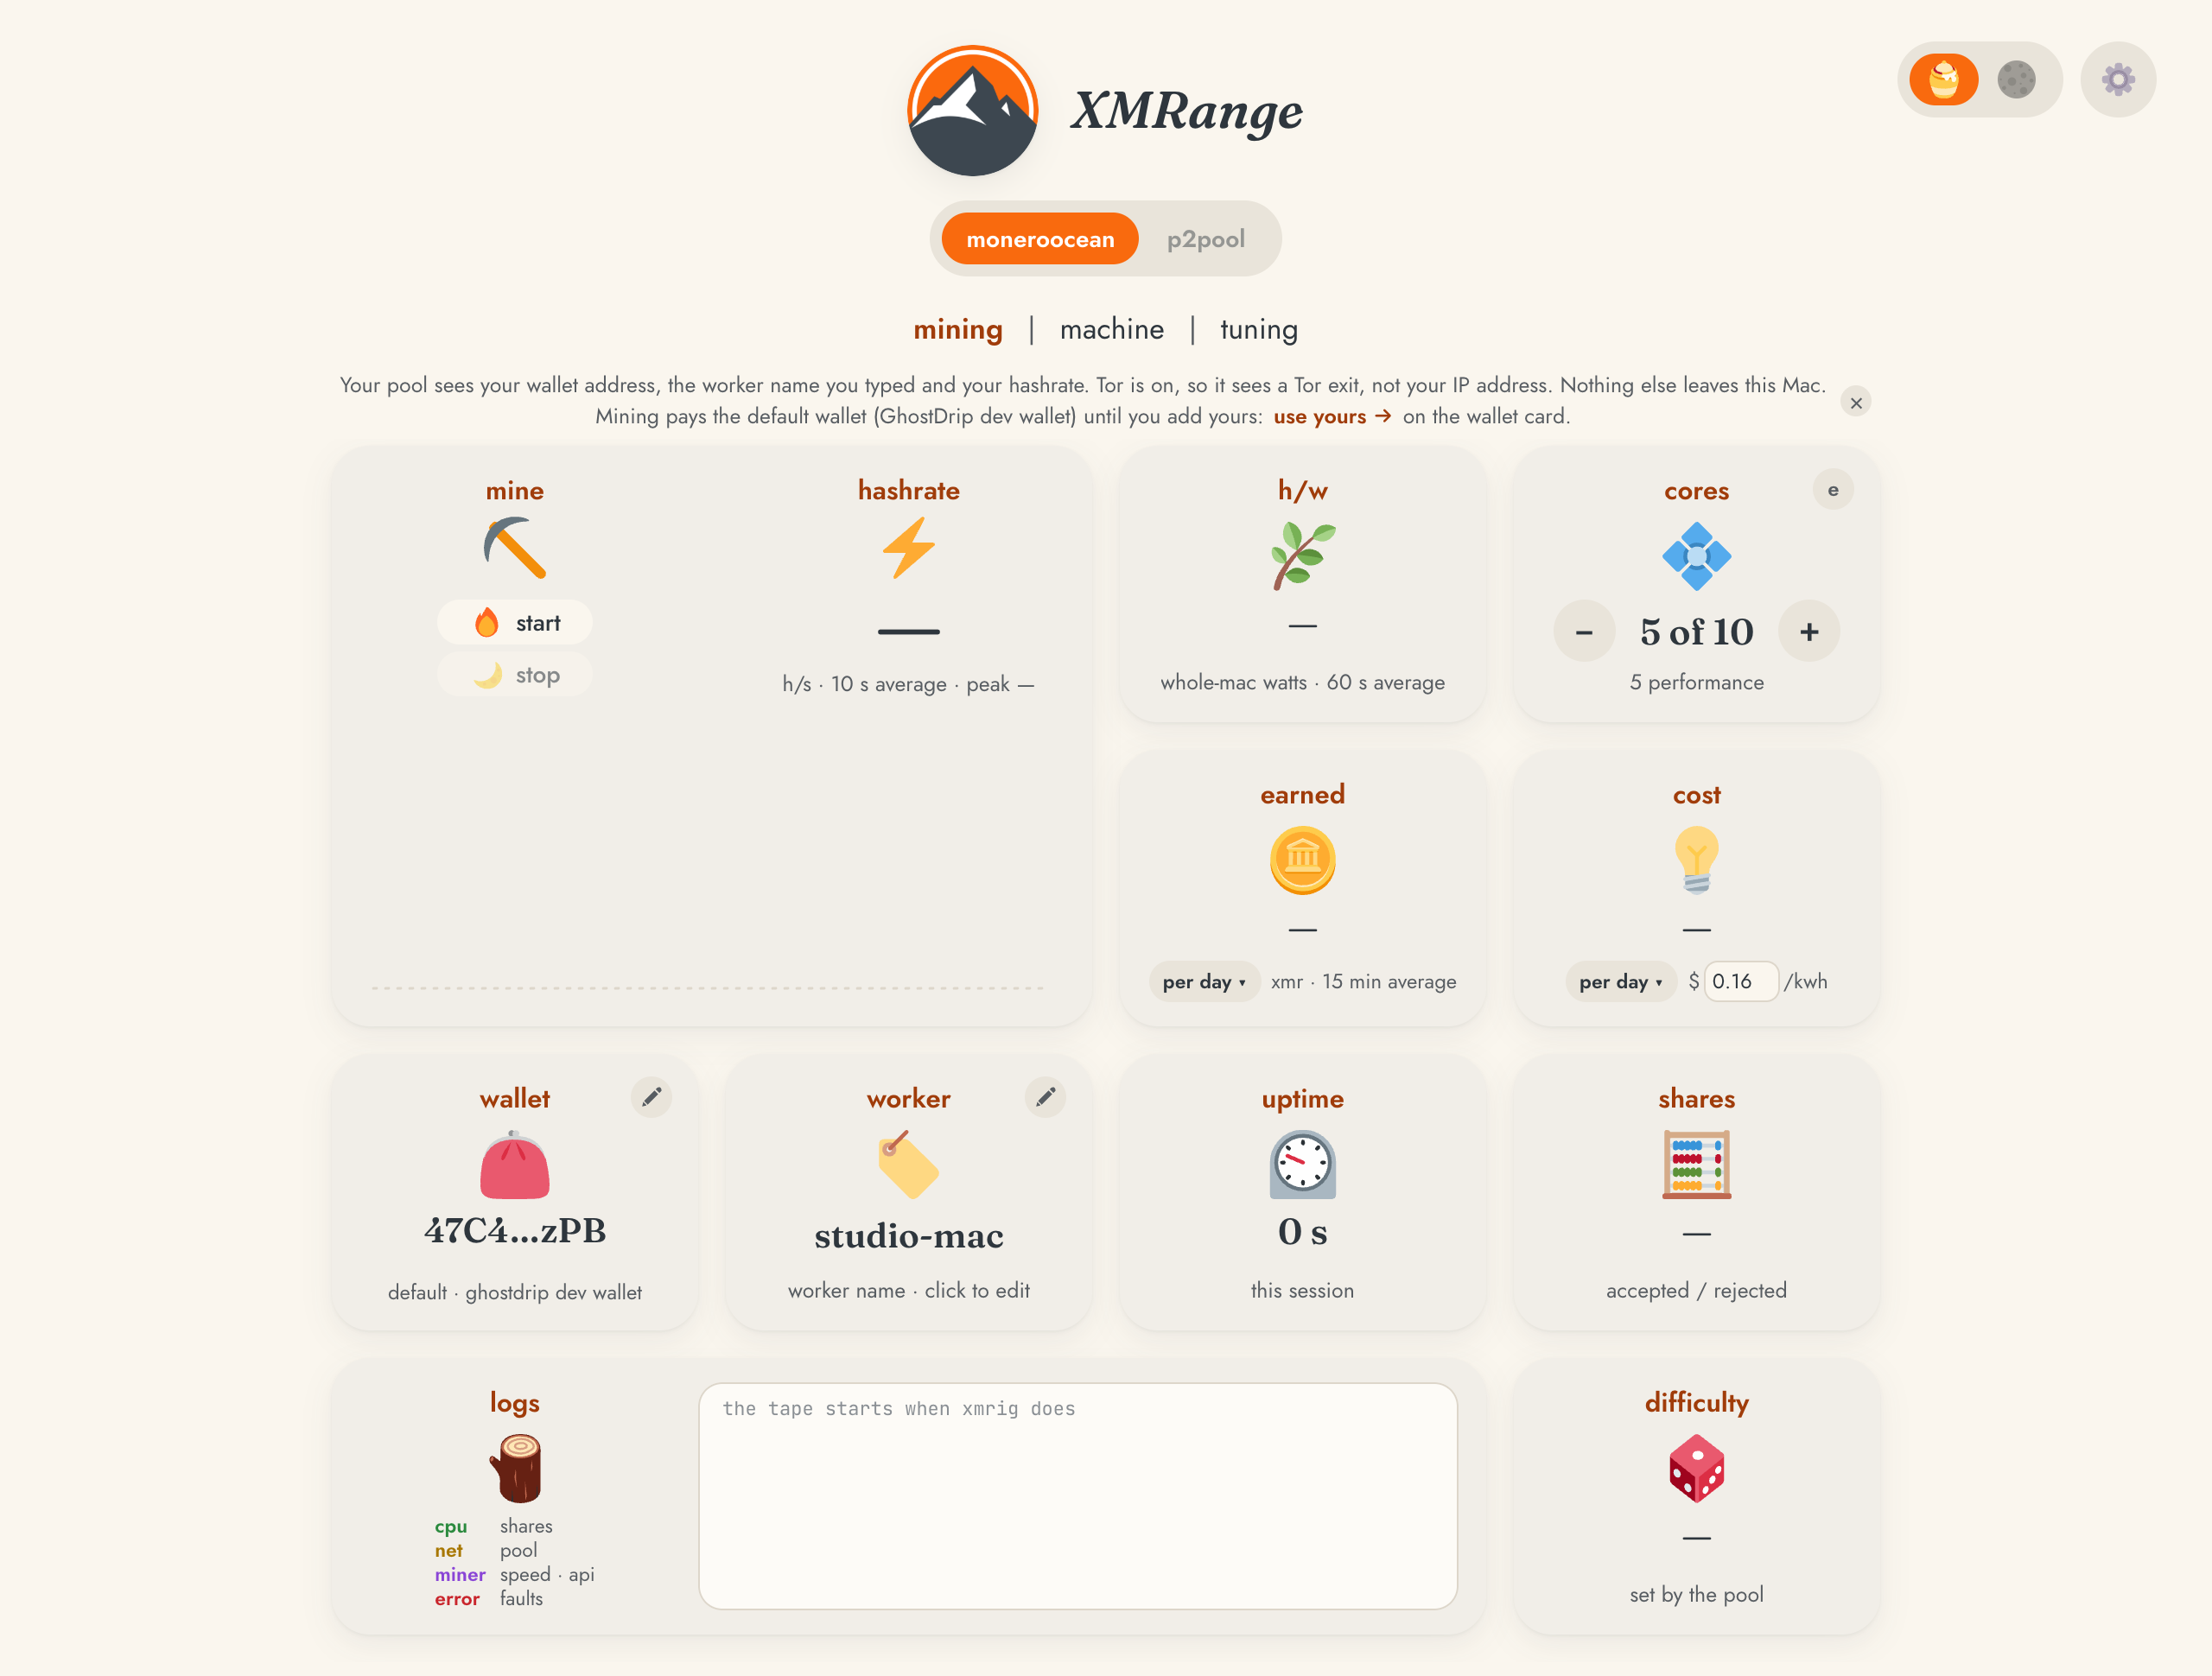 XMRange
moneroocean
p2pool
mining | machine | tuning
Your pool sees your wallet address, the worker name you typed and your hashrate. Tor is on, so it sees a Tor exit, not your IP address. Nothing else leaves this Mac.
Mining pays the default wallet (GhostDrip dev wallet) until you add yours: use yours → on the wallet card.
mine
start
stop
hashrate
—
h/s · 10 s average · peak —
h/w
—
whole-mac watts · 60 s average
cores
e
− 5 of 10 +
5 performance
earned
—
per day ▾ xmr · 15 min average
cost
—
per day ▾ $ 0.16 /kwh
wallet
47C4…zPB
default · ghostdrip dev wallet
worker
studio-mac
worker name · click to edit
uptime
0 s
this session
shares
—
accepted / rejected
logs
cpu shares
net pool
miner speed · api
error faults
the tape starts when xmrig does
difficulty
—
set by the pool